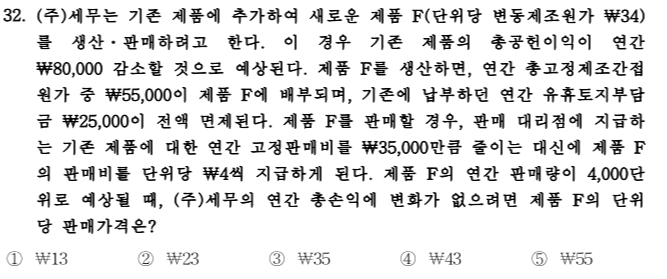 32. (주)세무는 기존 제품에 추가하여 새로운 제품 F(단위당 변동제조원가 ₩34)
를 생산·판매하려고 한다. 이 경우 기존 제품의 총공헌이익이 연간
₩80,000 감소할 것으로 예상된다. 제품 F를 생산하면, 연간 총고정제조간접
원가 중 ₩55,000이 제품 F에 배부되며, 기존에 납부하던 연간 유휴토지부담
금 ₩25,000이 전액 면제된다. 제품 F를 판매할 경우, 판매 대리점에 지급하
는 기존 제품에 대한 연간 고정판매비를 ₩35,000만큼 줄이는 대신에 제품 F
의 판매비를 단위당 ₩4씩 지급하게 된다. 제품 F의 연간 판매량이 4,000단
위로 예상될 때, (주)세무의 연간 총손익에 변화가 없으려면 제품 F의 단위
당 판매가격은?
① ₩13 ② ₩23 ③ ₩35 ④ ₩43 ⑤ ₩55